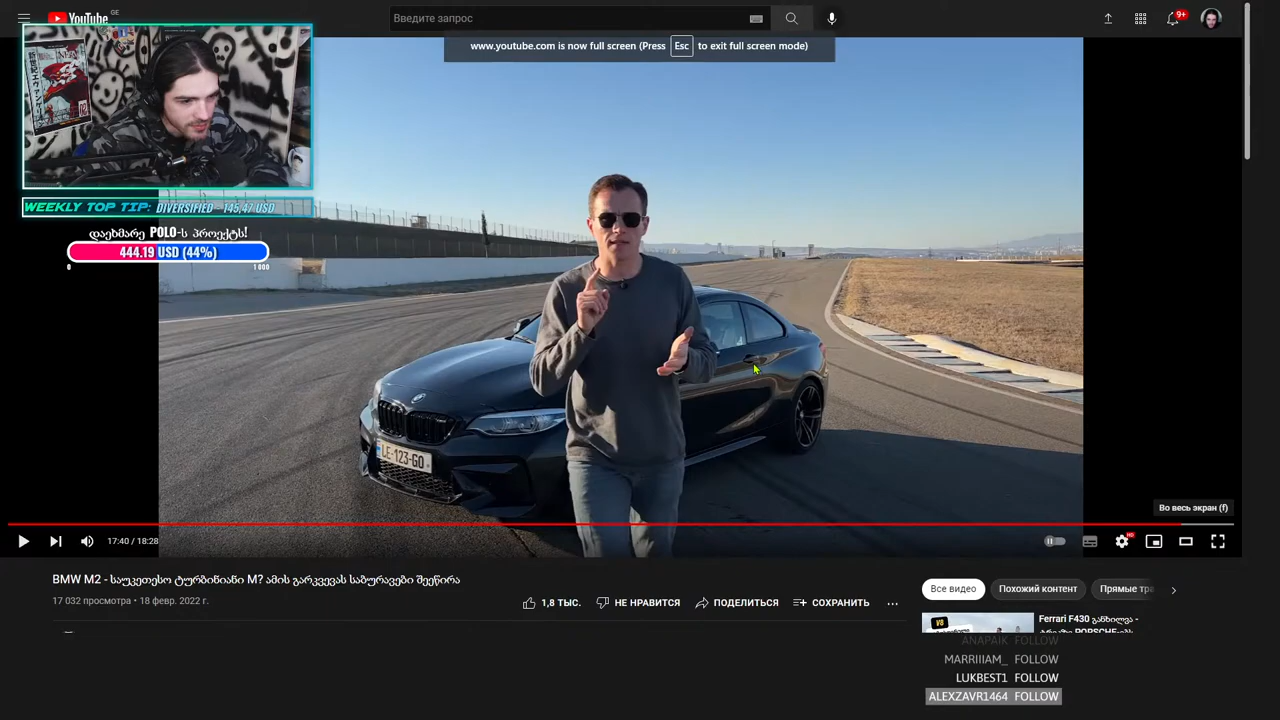 YouTube GE
Введите запрос
9+
www.youtube.com is now full screen (Press Esc to exit full screen mode)
WEEKLY TOP TIP: DIVERSIFIED - 145,47 USD
დაეხმარე POLO-ს პროექტს!
444.19 USD (44%)
0 1 000
LE-123-GO
Во весь экран (f)
17:40 / 18:28
HD
BMW M2 - საუკეთესო ტურბინიანი M? ამის გარკვევას საბურავები შეეწირა
17 032 просмотра • 18 февр. 2022 г.
1,8 ТЫС. НЕ НРАВИТСЯ ПОДЕЛИТЬСЯ СОХРАНИТЬ ...
Все видео Похожий контент Прямые тра
V8
Ferrari F430 განხილვა -
ANAPAIK FOLLOW
MARRIIIAM_ FOLLOW
LUKBEST1 FOLLOW
ALEXZAVR1464 FOLLOW